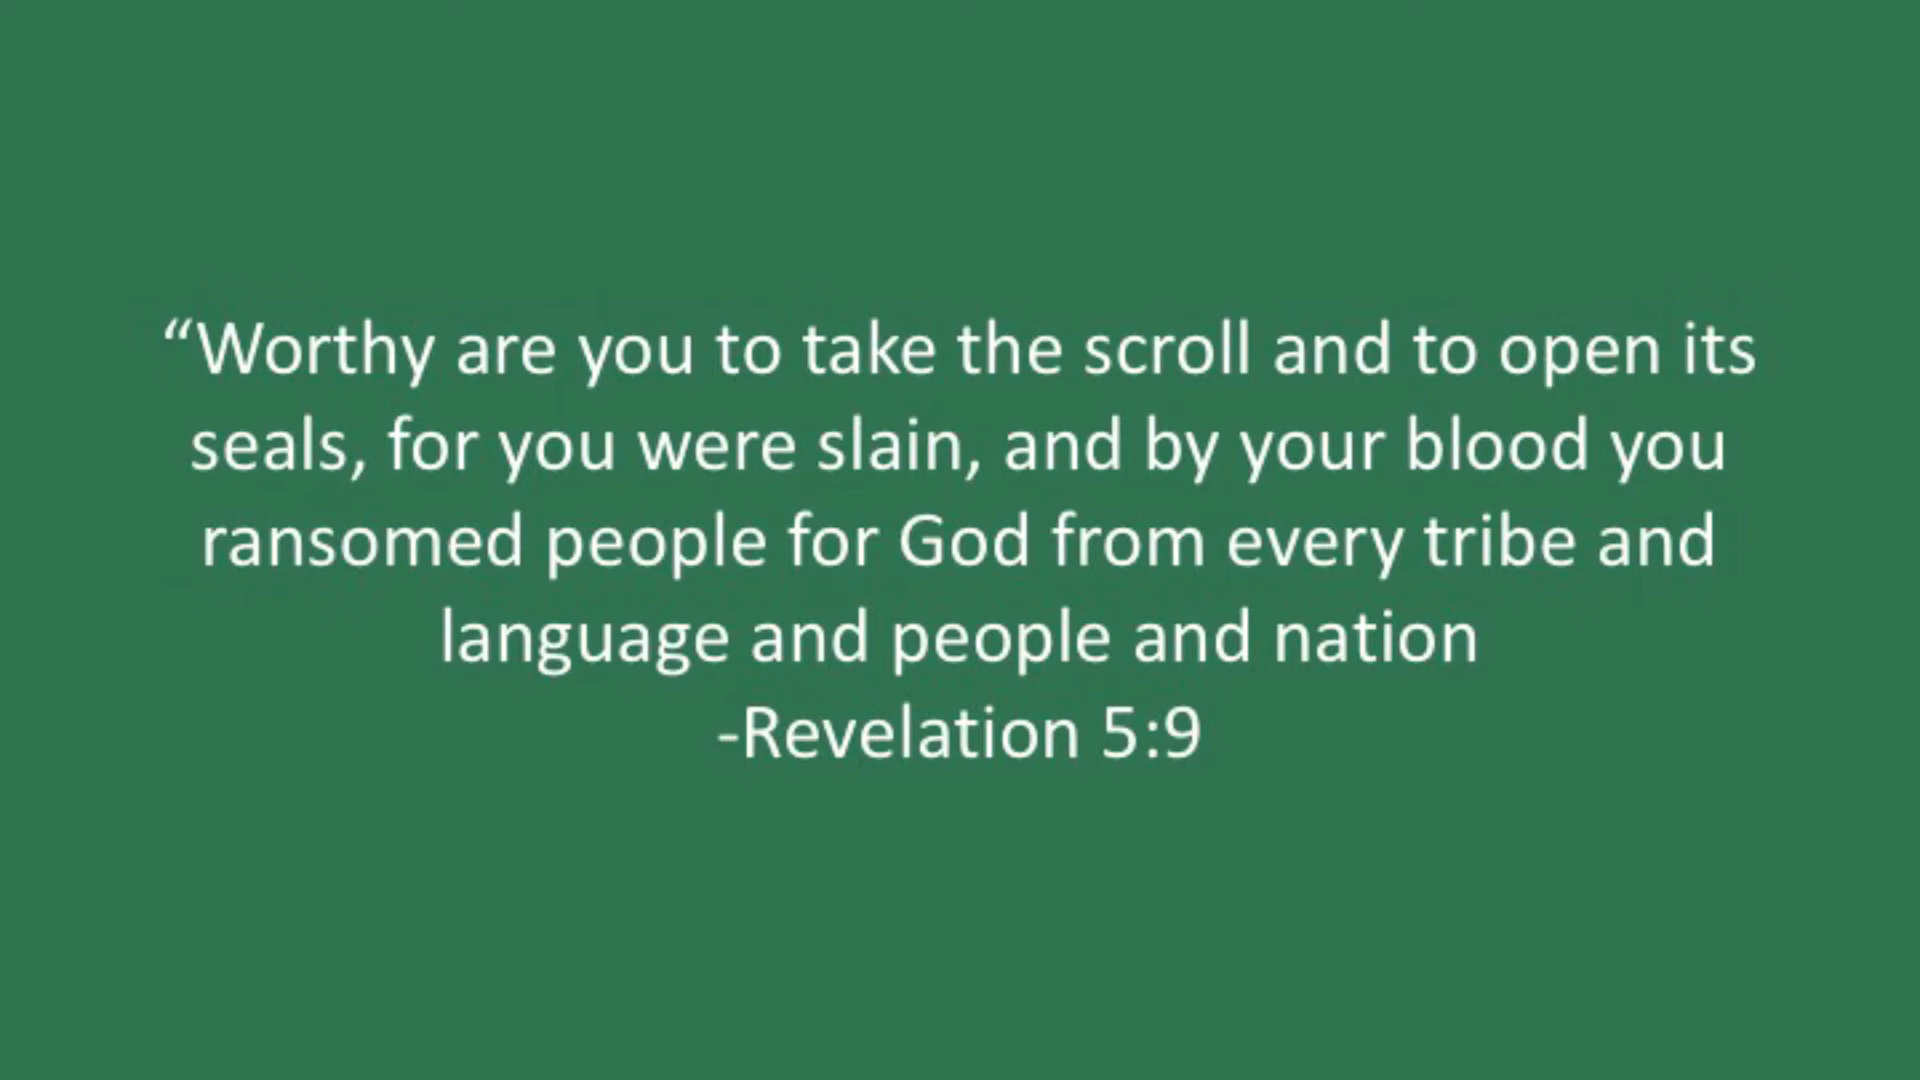 “Worthy are you to take the scroll and to open its
seals, for you were slain, and by your blood you
ransomed people for God from every tribe and
language and people and nation
-Revelation 5:9